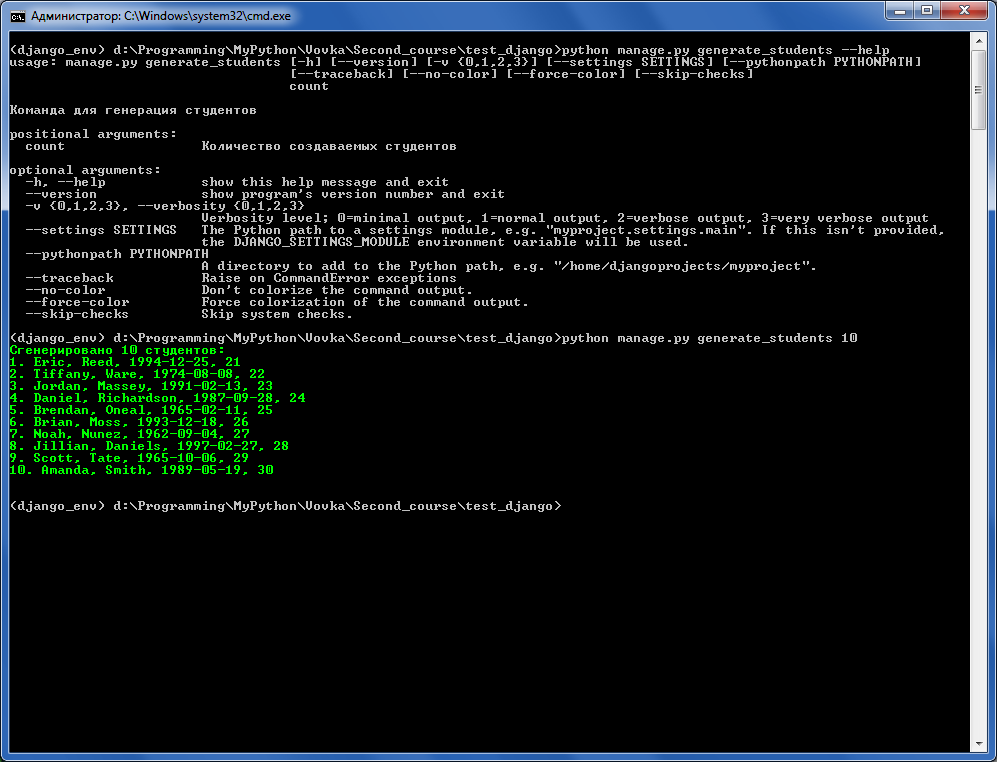 Администратор: C:\Windows\system32\cmd.exe
(django_env) d:\Programming\MyPython\Vovka\Second_course\test_django>python manage.py generate_students --help
usage: manage.py generate_students [-h] [--version] [-v {0,1,2,3}] [--settings SETTINGS] [--pythonpath PYTHONPATH]
[--traceback] [--no-color] [--force-color] [--skip-checks]
count
Команда для генерация студентов
positional arguments:
count Количество создаваемых студентов
optional arguments:
-h, --help show this help message and exit
--version show program's version number and exit
-v {0,1,2,3}, --verbosity {0,1,2,3}
Verbosity level; 0=minimal output, 1=normal output, 2=verbose output, 3=very verbose output
--settings SETTINGS The Python path to a settings module, e.g. "myproject.settings.main". If this isn't provided,
the DJANGO_SETTINGS_MODULE environment variable will be used.
--pythonpath PYTHONPATH
A directory to add to the Python path, e.g. "/home/djangoprojects/myproject".
--traceback Raise on CommandError exceptions
--no-color Don't colorize the command output.
--force-color Force colorization of the command output.
--skip-checks Skip system checks.
(django_env) d:\Programming\MyPython\Vovka\Second_course\test_django>python manage.py generate_students 10
Сгенерировано 10 студентов:
1. Eric, Reed, 1994-12-25, 21
2. Tiffany, Ware, 1974-08-08, 22
3. Jordan, Massey, 1991-02-13, 23
4. Daniel, Richardson, 1987-09-28, 24
5. Brendan, Oneal, 1965-02-11, 25
6. Brian, Moss, 1993-12-18, 26
7. Noah, Nunez, 1962-09-04, 27
8. Jillian, Daniels, 1997-02-27, 28
9. Scott, Tate, 1965-10-06, 29
10. Amanda, Smith, 1989-05-19, 30
(django_env) d:\Programming\MyPython\Vovka\Second_course\test_django>